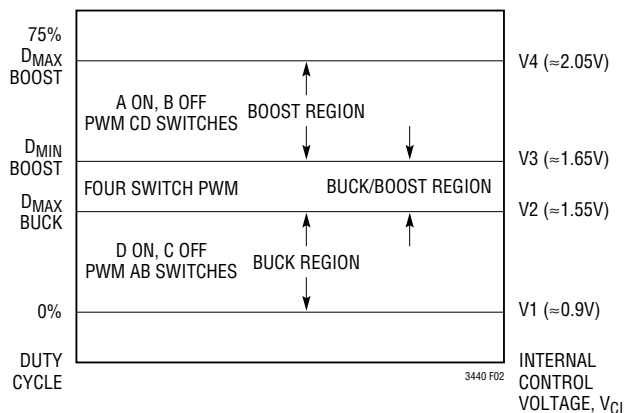 75%
DMAX
BOOST
V4 (≈2.05V)
A ON, B OFF
PWM CD SWITCHES
BOOST REGION
DMIN
BOOST
V3 (≈1.65V)
FOUR SWITCH PWM
BUCK/BOOST REGION
DMAX
BUCK
V2 (≈1.55V)
D ON, C OFF
PWM AB SWITCHES
BUCK REGION
0%
V1 (≈0.9V)
DUTY
CYCLE
3440 F02
INTERNAL
CONTROL
VOLTAGE, VCI